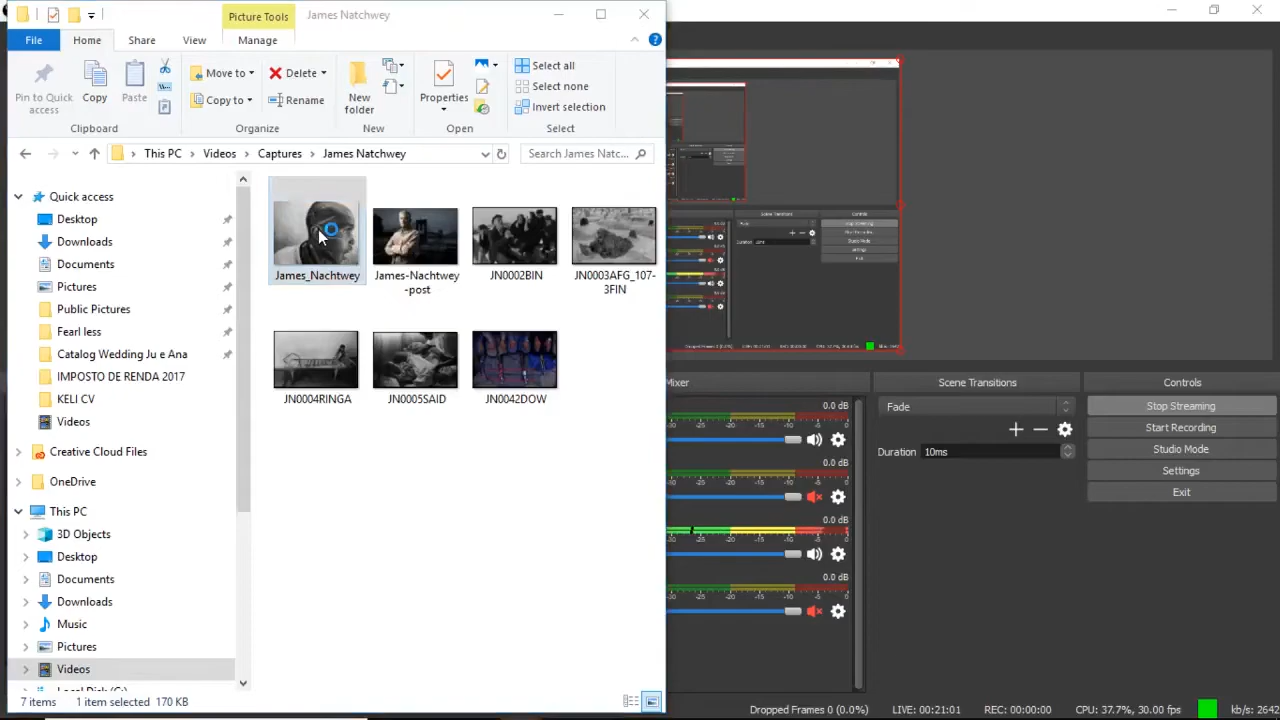 Picture Tools
James Natchwey
File
Home
Share
View
Manage
Pin to Quick access
Copy
Paste
Move to
Copy to
Delete
Rename
New folder
Properties
Select all
Select none
Invert selection
Clipboard
Organize
New
Open
Select
This PC
Videos
Captures
James Natchwey
Search James Natc...
Quick access
Desktop
Downloads
Documents
Pictures
Public Photos
Fearl less
Catalog Wedding Ju e Ana
IMPOSTO DE RENDA 2017
KELI CV
Videos
Creative Cloud Files
OneDrive
This PC
3D Objects
Desktop
Documents
Downloads
Music
Pictures
Videos
James_Nachtwey
James-Nachtwey
-post
JN0002BIN
JN0003AFG_107-
3FIN
JN0004RINGA
JN0005SAID
JN0042DOW
7 items
1 item selected 170 KB
Mixer
0.0 dB
0.0 dB
0.0 dB
0.0 dB
Scene Transitions
Fade
Duration 10ms
Controls
Stop Streaming
Start Recording
Studio Mode
Settings
Exit
Dropped Frames 0 (0.0%)
LIVE: 00:21:01
REC: 00:00:00
CPU: 37.7%, 30.00 fps
kb/s: 2642